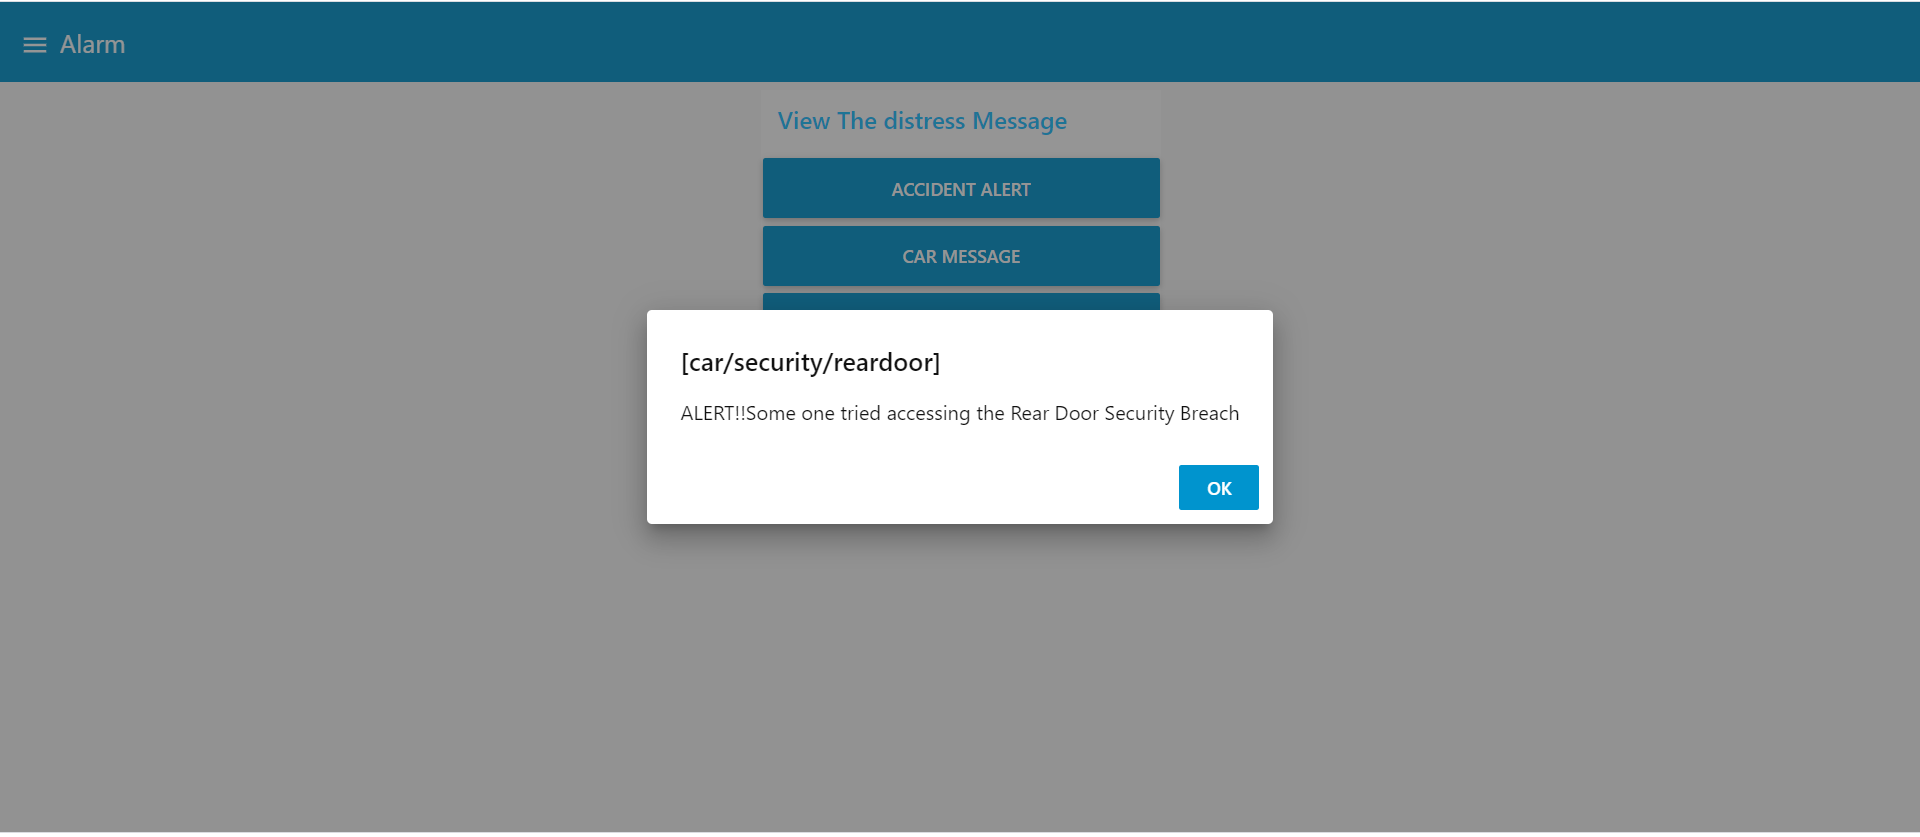 Alarm
View The distress Message
ACCIDENT ALERT
CAR MESSAGE
[car/security/reardoor]
ALERT!!Some one tried accessing the Rear Door Security Breach
OK